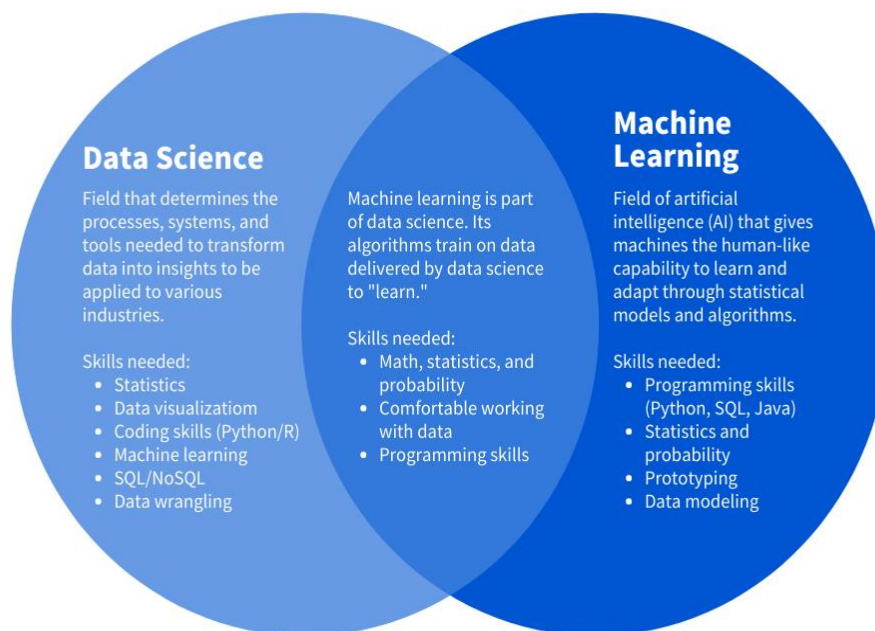 Data Science
Field that determines the
processes, systems, and
tools needed to transform
data into insights to be
applied to various
industries.
Skills needed:
• Statistics
• Data visualizatiom
• Coding skills (Python/R)
• Machine learning
• SQL/NoSQL
• Data wrangling
Machine learning is part
of data science. Its
algorithms train on data
delivered by data science
to "learn."
Skills needed:
• Math, statistics, and
probability
• Comfortable working
with data
• Programming skills
Machine
Learning
Field of artificial
intelligence (AI) that gives
machines the human-like
capability to learn and
adapt through statistical
models and algorithms.
Skills needed:
• Programming skills
(Python, SQL, Java)
• Statistics and
probability
• Prototyping
• Data modeling